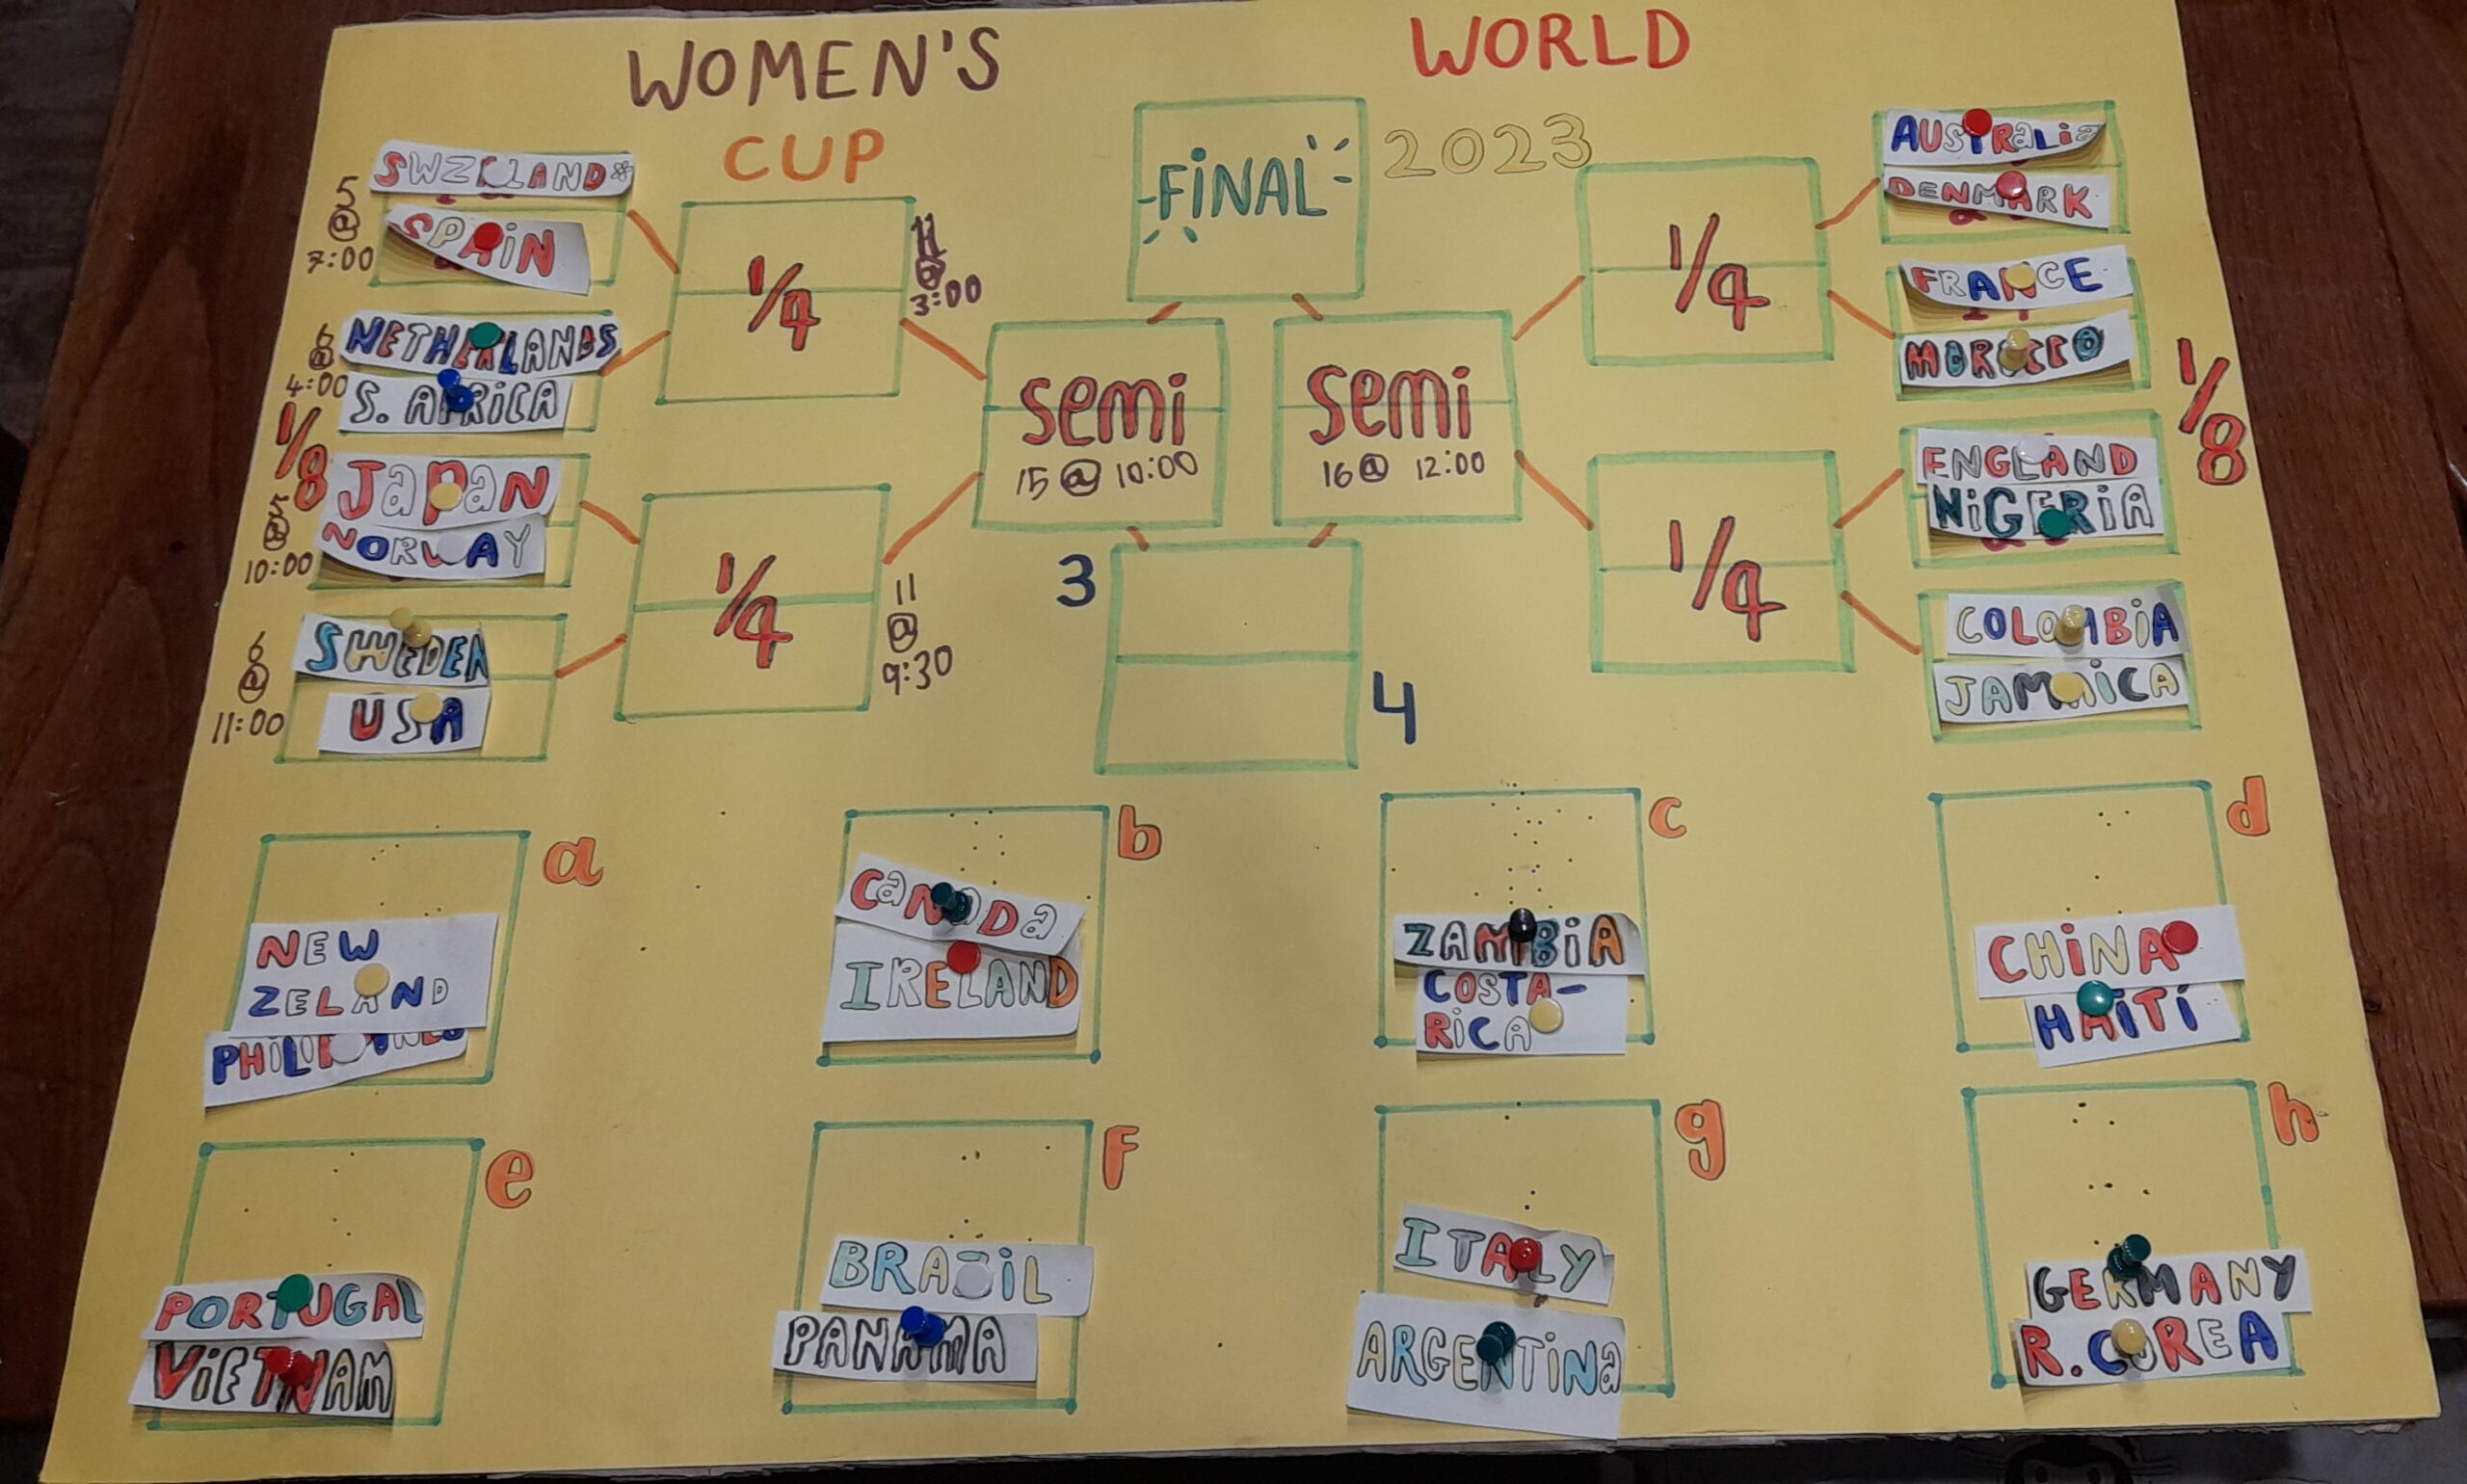 WOMEN'S WORLD
CUP 2023
SWZRLAND*
SPAIN
5
@
7:00
NETHERLANDS
S. AFRICA
6
@
4:00
1/8
JaPaN
NORWAY
5
@
10:00
SWEDEN
USA
6
@
11:00
1/4
11
@
3:00
1/4
11
@
9:30
FiNAL
semi
15 @ 10:00
semi
16 @ 12:00
3
4
1/4
1/4
AUSTRaLia
DENMARK
FRANCE
MOROCCO
1/8
ENGLAND
NiGERiA
COLOMBiA
JAMAiCA
a
NEW
ZELAND
PHILIPPINES
b
CaNaDa
IRELAND
c
ZAMBiA
COSTA-
RiCA
d
CHiNA
HAiTi
e
PORTUGAL
ViETNAM
F
BRAZiL
PANAMA
g
ITALY
ARGENTiNa
h
GERMANY
R. COREA